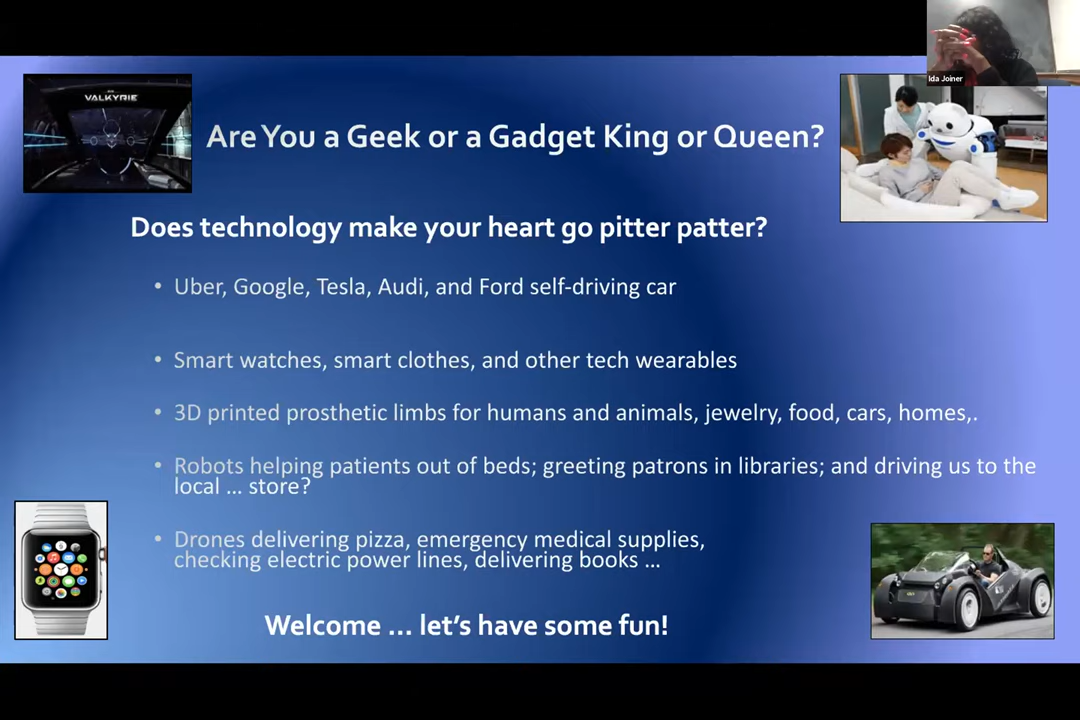 Ida Joiner
VALKYRIE
Are You a Geek or a Gadget King or Queen?
Does technology make your heart go pitter patter?
• Uber, Google, Tesla, Audi, and Ford self-driving car
• Smart watches, smart clothes, and other tech wearables
• 3D printed prosthetic limbs for humans and animals, jewelry, food, cars, homes,.
• Robots helping patients out of beds; greeting patrons in libraries; and driving us to the
local ... store?
• Drones delivering pizza, emergency medical supplies,
checking electric power lines, delivering books ...
Welcome ... let's have some fun!